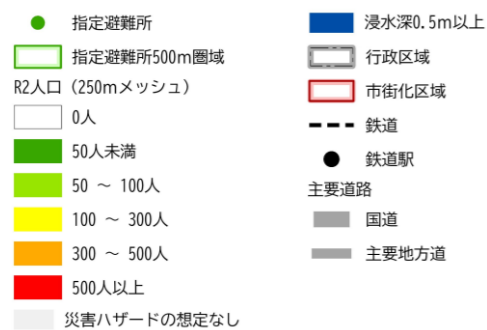 指定避難所
指定避難所500m圏域
R2人口（250mメッシュ）
0人
50人未満
50 ～ 100人
100 ～ 300人
300 ～ 500人
500人以上
災害ハザードの想定なし
浸水深0.5m以上
行政区域
市街化区域
鉄道
鉄道駅
主要道路
国道
主要地方道